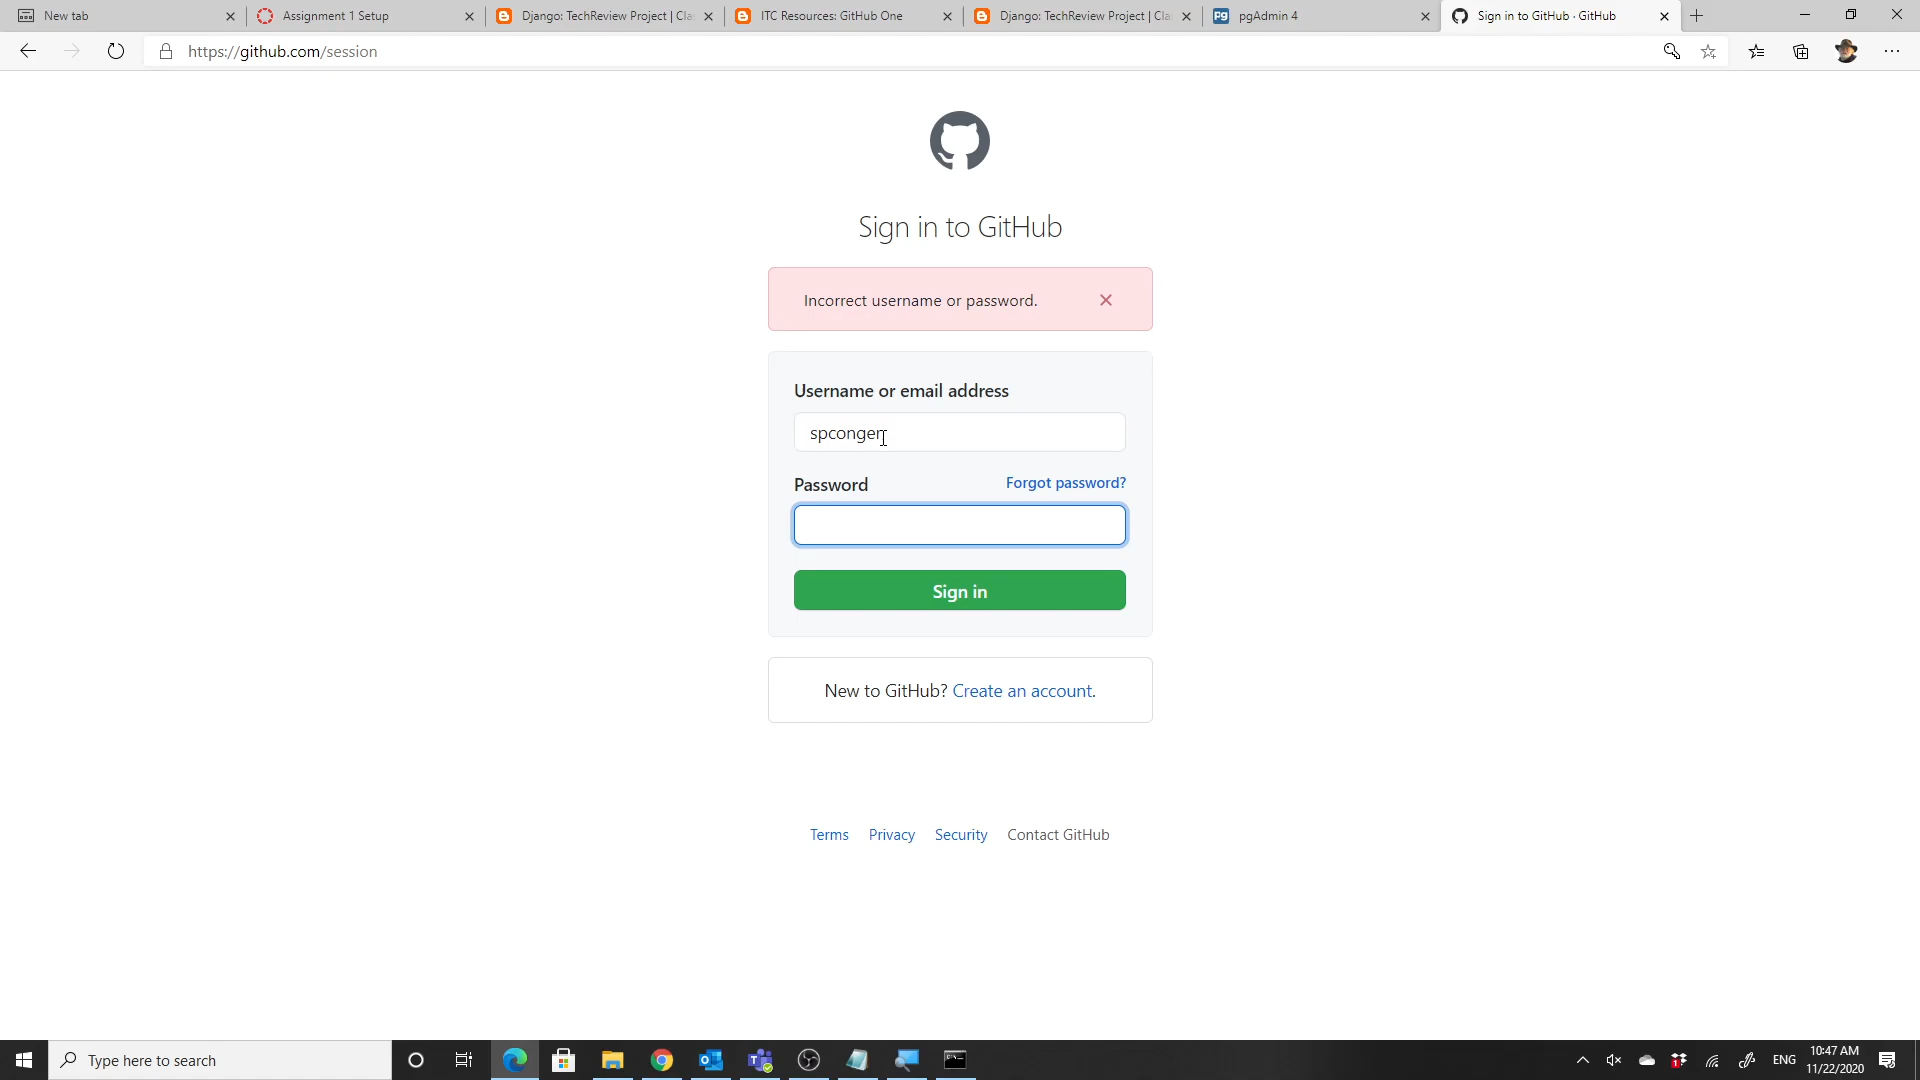 New tab
Assignment 1 Setup
Django: TechReview Project | Cla
ITC Resources: GitHub One
Django: TechReview Project | Cla
pgAdmin 4
Sign in to GitHub · GitHub
https://github.com/session
Sign in to GitHub
Incorrect username or password.
Username or email address
spconger
Password
Forgot password?
Sign in
New to GitHub? Create an account.
Terms
Privacy
Security
Contact GitHub
Type here to search
ENG
10:47 AM
11/22/2020